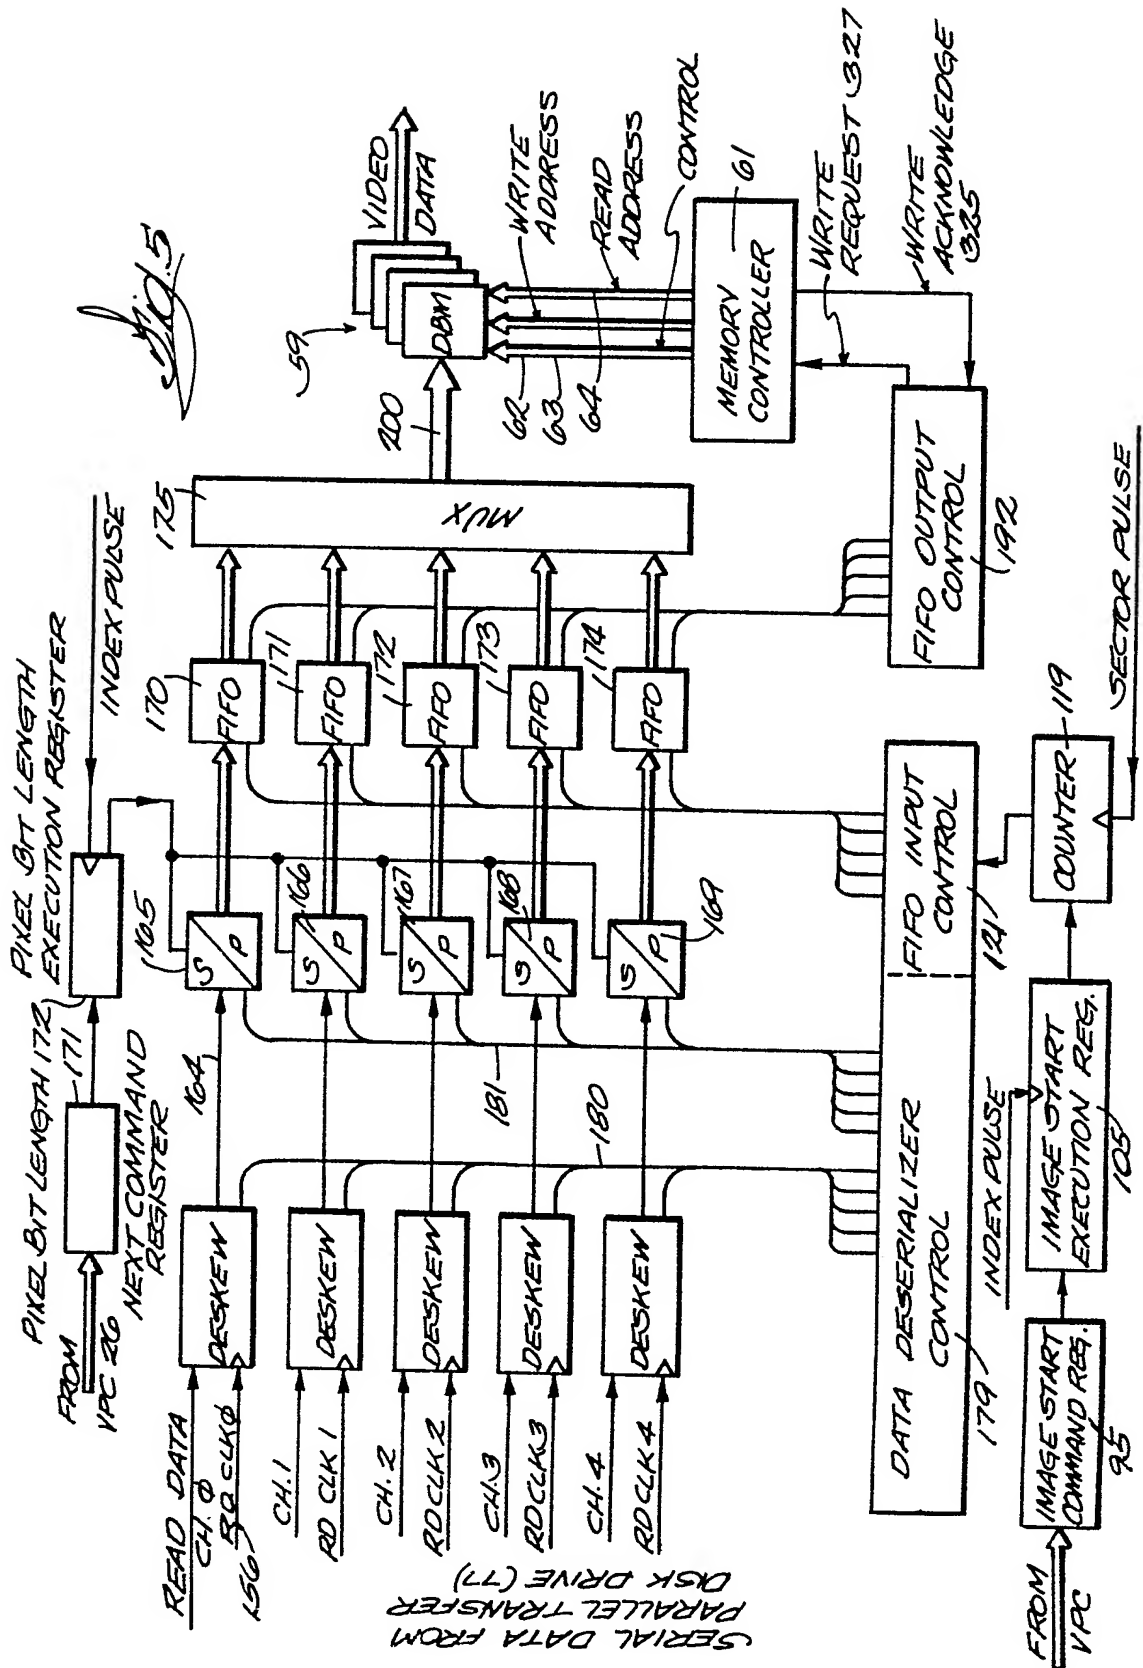 Fig. 5
PIXEL BIT LENGTH
EXECUTION REGISTER
INDEX PULSE
PIXEL BIT LENGTH 172
171
FROM
VPC 26
NEXT COMMAND
REGISTER
READ DATA
CH. Ø
RD CLKØ
156
DESKEW
164
165
S/P
170
FIFO
175
MUX
200
59
DBM
VIDEO
DATA
CH. 1
RD CLK 1
DESKEW
166
S/P
171
FIFO
CH. 2
RD CLK 2
DESKEW
167
S/P
172
FIFO
CH. 3
RD CLK 3
DESKEW
168
S/P
173
FIFO
CH. 4
RD CLK 4
DESKEW
169
S/P
174
FIFO
181
180
62
63
64
WRITE
ADDRESS
READ
ADDRESS
CONTROL
MEMORY
CONTROLLER
61
WRITE
REQUEST 327
WRITE
ACKNOWLEDGE
325
SERIAL DATA FROM
PARALLEL TRANSFER
DISK DRIVE (77)
DATA DESERIALIZER
CONTROL
179
FIFO INPUT
CONTROL
121
FIFO OUTPUT
CONTROL
192
FROM
VPC
IMAGE START
COMMAND REG.
95
INDEX PULSE
IMAGE START
EXECUTION REG.
105
COUNTER
119
SECTOR PULSE